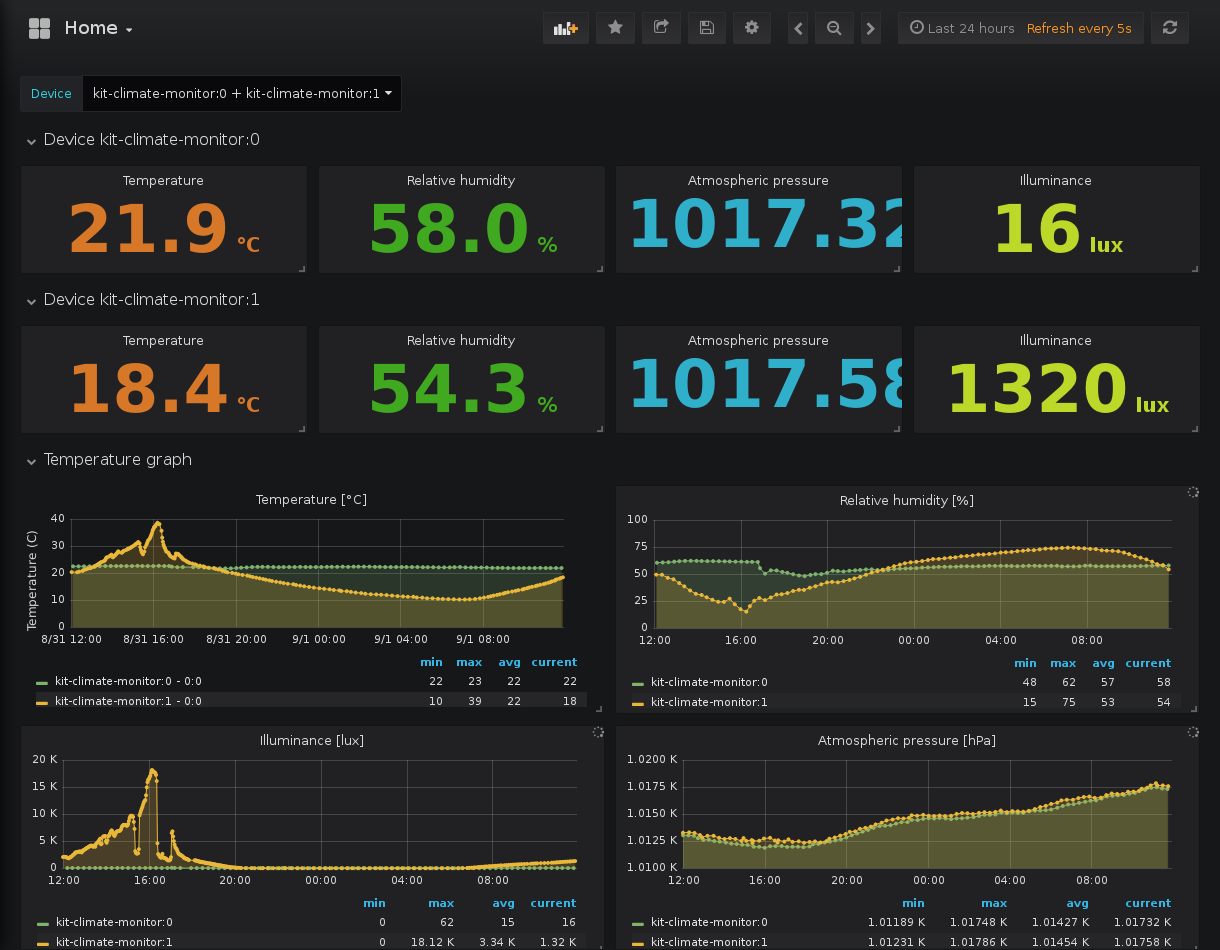 Home
Last 24 hours Refresh every 5s
Device kit-climate-monitor:0 + kit-climate-monitor:1
Device kit-climate-monitor:0
Temperature Relative humidity Atmospheric pressure Illuminance
21.9 °C 58.0 % 1017.32 16 lux
Device kit-climate-monitor:1
Temperature Relative humidity Atmospheric pressure Illuminance
18.4 °C 54.3 % 1017.58 1320 lux
Temperature graph
Temperature [°C]
Temperature (C)
40
30
20
10
0
8/31 12:00 8/31 16:00 8/31 20:00 9/1 00:00 9/1 04:00 9/1 08:00
min max avg current
kit-climate-monitor:0 - 0:0 22 23 22 22
kit-climate-monitor:1 - 0:0 10 39 22 18
Relative humidity [%]
100
75
50
25
0
12:00 16:00 20:00 00:00 04:00 08:00
min max avg current
kit-climate-monitor:0 48 62 57 58
kit-climate-monitor:1 15 75 53 54
Illuminance [lux]
20 K
15 K
10 K
5 K
0
12:00 16:00 20:00 00:00 04:00 08:00
min max avg current
kit-climate-monitor:0 0 62 15 16
kit-climate-monitor:1 0 18.12 K 3.34 K 1.32 K
Atmospheric pressure [hPa]
1.0200 K
1.0175 K
1.0150 K
1.0125 K
1.0100 K
12:00 16:00 20:00 00:00 04:00 08:00
min max avg current
kit-climate-monitor:0 1.01189 K 1.01748 K 1.01427 K 1.01732 K
kit-climate-monitor:1 1.01231 K 1.01786 K 1.01454 K 1.01758 K